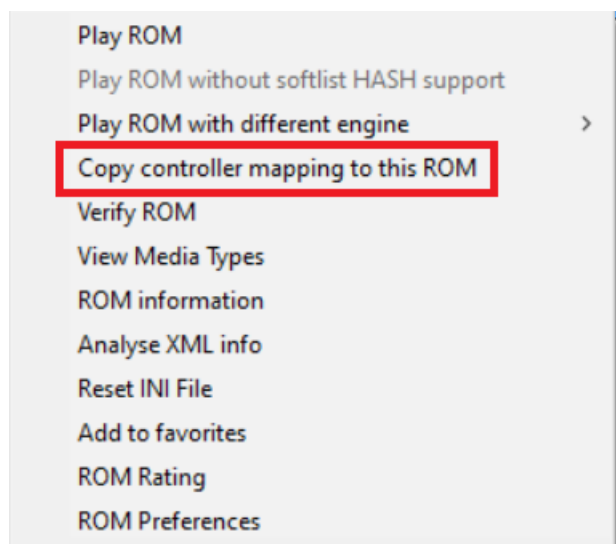 Play ROM
Play ROM without softlist HASH support
Play ROM with different engine
Copy controller mapping to this ROM
Verify ROM
View Media Types
ROM information
Analyse XML info
Reset INI File
Add to favorites
ROM Rating
ROM Preferences